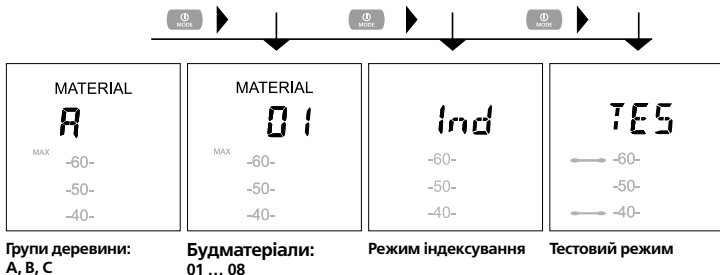 MODE MODE MODE
MATERIAL
A
MAX
-60-
-50-
-40-
MATERIAL
01
MAX
-60-
-50-
-40-
Ind
-60-
-50-
-40-
TES
-60-
-50-
-40-
Групи деревини:
A, B, C
Будматеріали:
01 … 08
Режим індексування
Тестовий режим